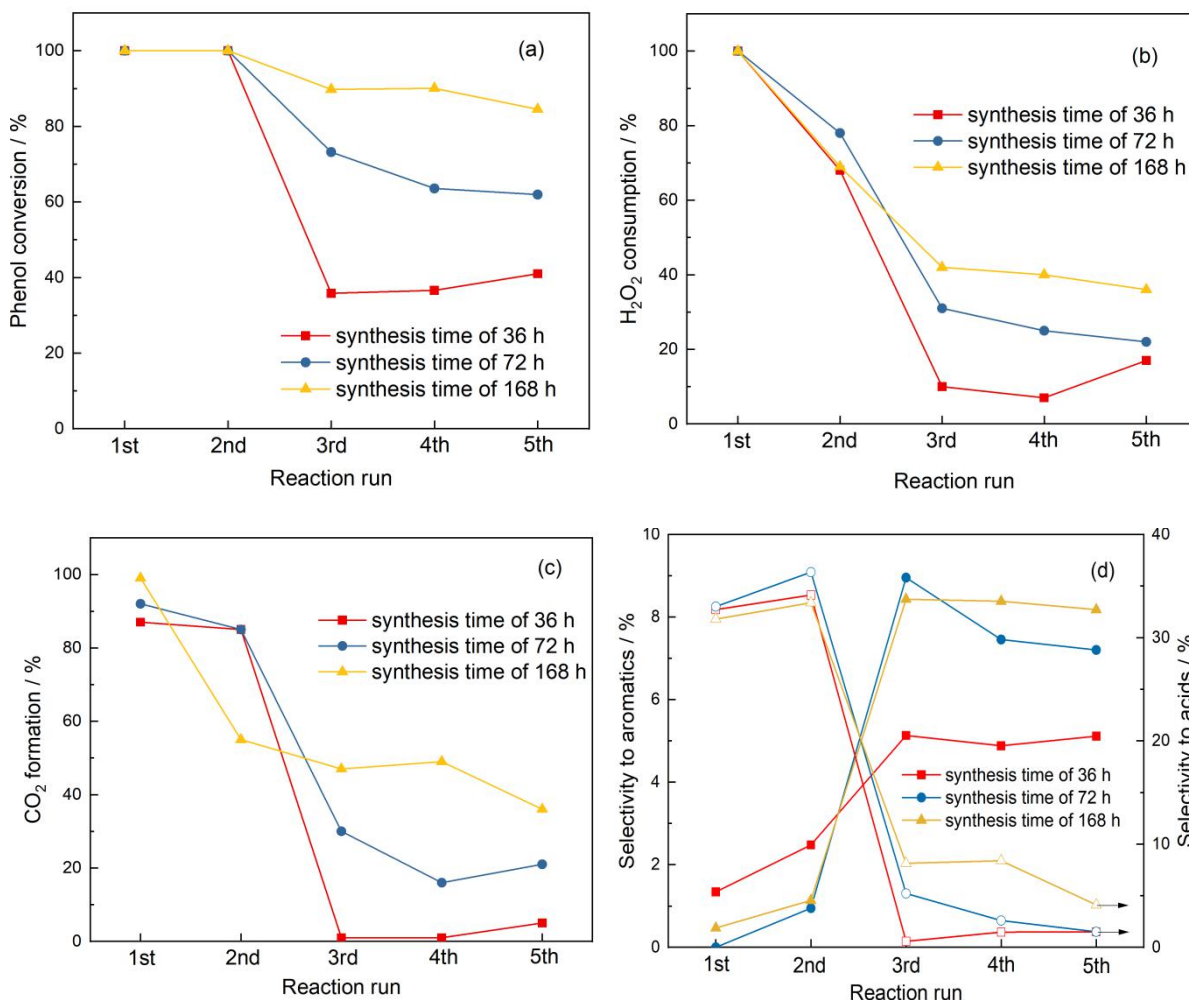 (a)
Phenol conversion / %
100
80
60
40
20
0
synthesis time of 36 h
synthesis time of 72 h
synthesis time of 168 h
1st 2nd 3rd 4th 5th
Reaction run
(b)
H₂O₂ consumption / %
100
80
60
40
20
0
synthesis time of 36 h
synthesis time of 72 h
synthesis time of 168 h
1st 2nd 3rd 4th 5th
Reaction run
(c)
CO₂ formation / %
100
80
60
40
20
0
synthesis time of 36 h
synthesis time of 72 h
synthesis time of 168 h
1st 2nd 3rd 4th 5th
Reaction run
(d)
Selectivity to aromatics / %
10
8
6
4
2
0
Selectivity to acids / %
40
30
20
10
0
synthesis time of 36 h
synthesis time of 72 h
synthesis time of 168 h
1st 2nd 3rd 4th 5th
Reaction run